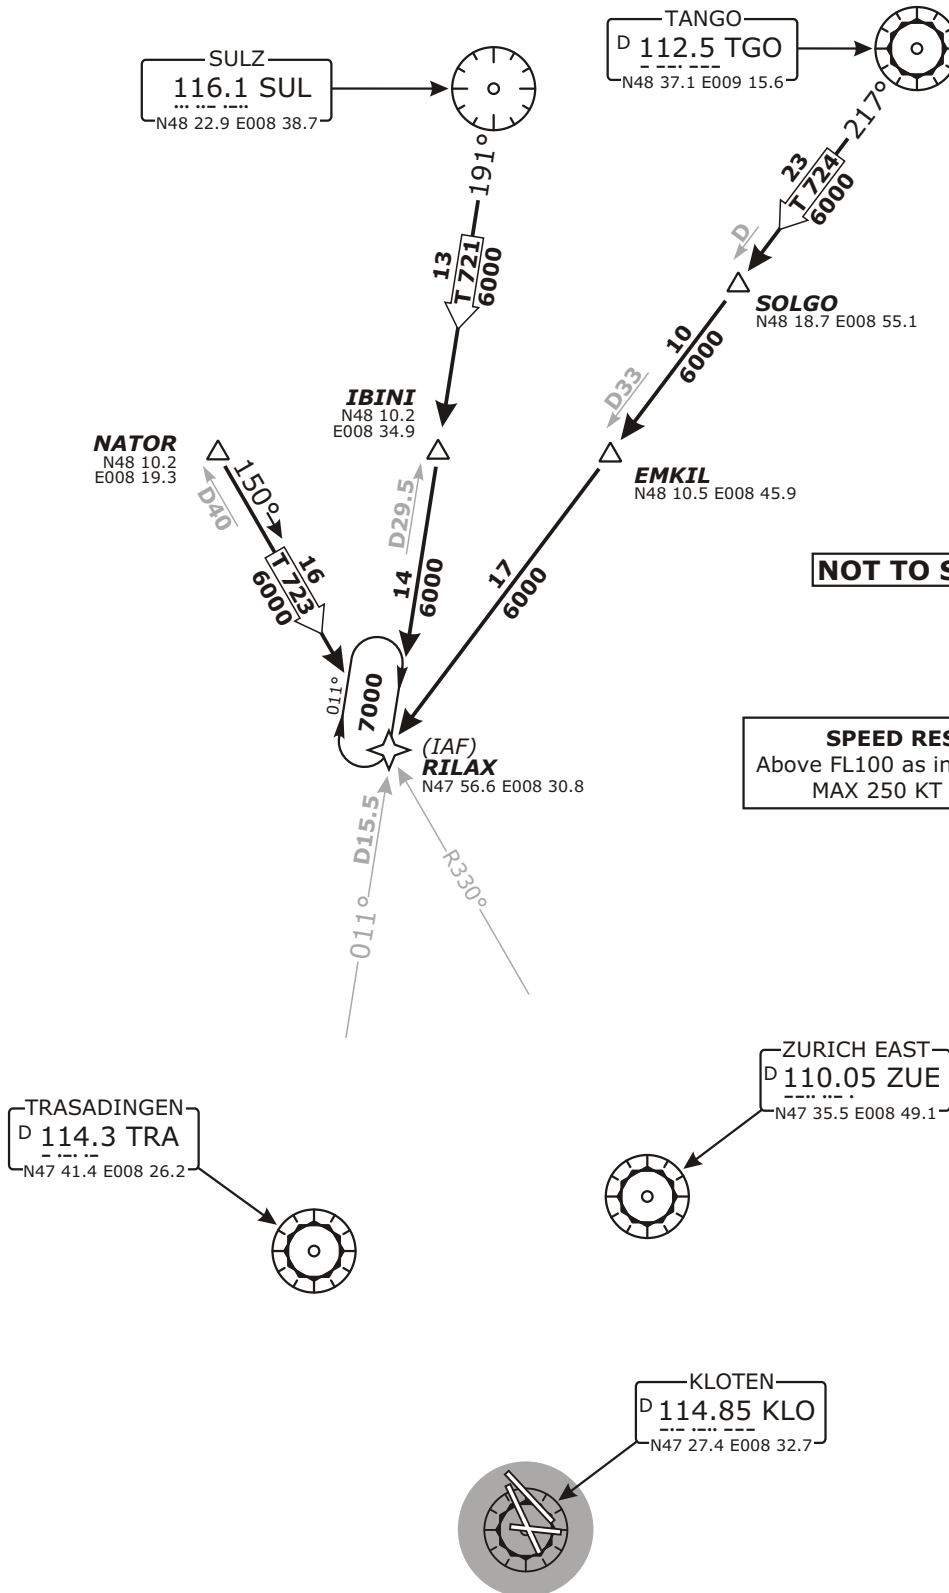 SULZ
116.1 SUL
N48 22.9 E008 38.7
TANGO
D 112.5 TGO
N48 37.1 E009 15.6
191°
217°
13
T 721
6000
23
T 724
6000
D
SOLGO
N48 18.7 E008 55.1
10
6000
D33
IBINI
N48 10.2
E008 34.9
NATOR
N48 10.2
E008 19.3
EMKIL
N48 10.5 E008 45.9
150°
D40
D29.5
16
T 723
6000
14
6000
17
6000
NOT TO S
011°
7000
(IAF)
RILAX
N47 56.6 E008 30.8
SPEED RES
Above FL100 as in
MAX 250 KT
D15.5
011°
R330°
ZURICH EAST
D 110.05 ZUE
N47 35.5 E008 49.1
TRASADINGEN
D 114.3 TRA
N47 41.4 E008 26.2
KLOTEN
D 114.85 KLO
N47 27.4 E008 32.7